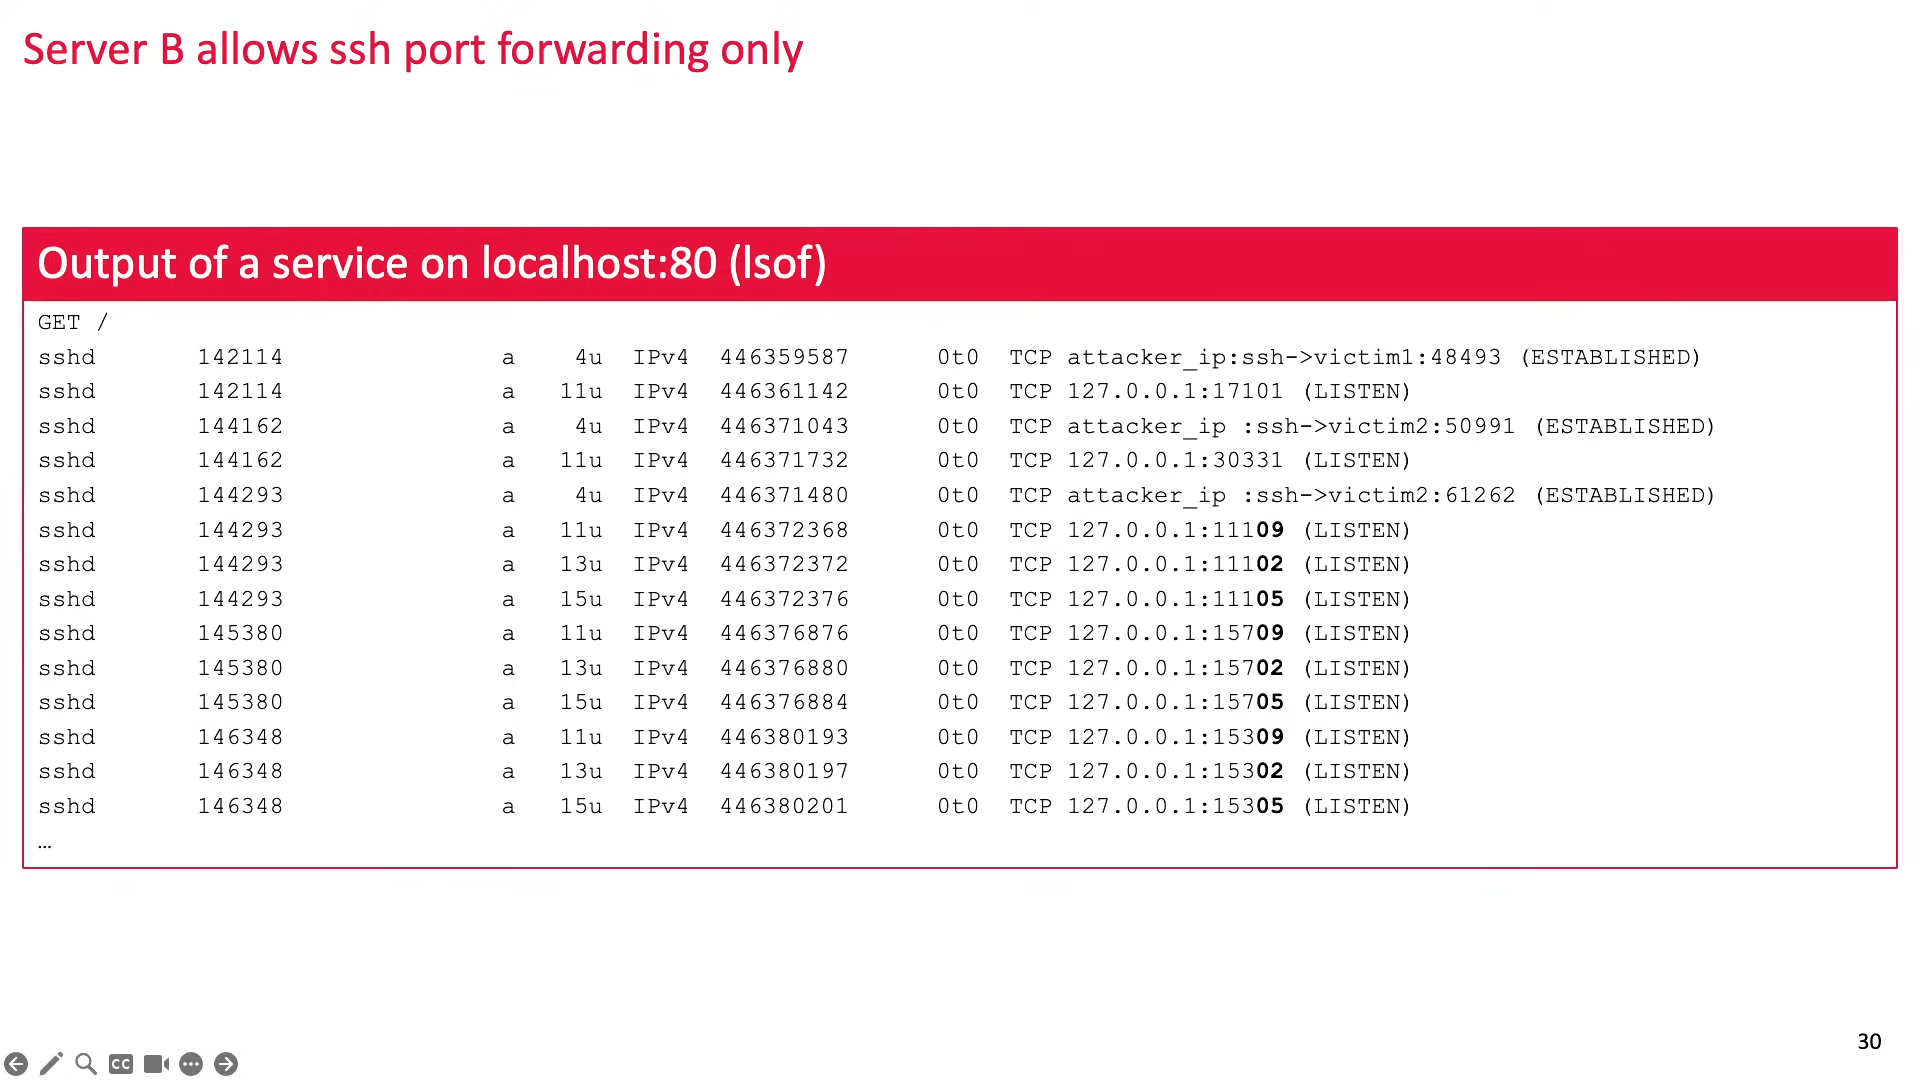 Server B allows ssh port forwarding only
Output of a service on localhost:80 (lsof)
GET /
sshd 142114 a 4u IPv4 446359587 0t0 TCP attacker_ip:ssh->victim1:48493 (ESTABLISHED)
sshd 142114 a 11u IPv4 446361142 0t0 TCP 127.0.0.1:17101 (LISTEN)
sshd 144162 a 4u IPv4 446371043 0t0 TCP attacker_ip :ssh->victim2:50991 (ESTABLISHED)
sshd 144162 a 11u IPv4 446371732 0t0 TCP 127.0.0.1:30331 (LISTEN)
sshd 144293 a 4u IPv4 446371480 0t0 TCP attacker_ip :ssh->victim2:61262 (ESTABLISHED)
sshd 144293 a 11u IPv4 446372368 0t0 TCP 127.0.0.1:11109 (LISTEN)
sshd 144293 a 13u IPv4 446372372 0t0 TCP 127.0.0.1:11102 (LISTEN)
sshd 144293 a 15u IPv4 446372376 0t0 TCP 127.0.0.1:11105 (LISTEN)
sshd 145380 a 11u IPv4 446376876 0t0 TCP 127.0.0.1:15709 (LISTEN)
sshd 145380 a 13u IPv4 446376880 0t0 TCP 127.0.0.1:15702 (LISTEN)
sshd 145380 a 15u IPv4 446376884 0t0 TCP 127.0.0.1:15705 (LISTEN)
sshd 146348 a 11u IPv4 446380193 0t0 TCP 127.0.0.1:15309 (LISTEN)
sshd 146348 a 13u IPv4 446380197 0t0 TCP 127.0.0.1:15302 (LISTEN)
sshd 146348 a 15u IPv4 446380201 0t0 TCP 127.0.0.1:15305 (LISTEN)
…
30
CC